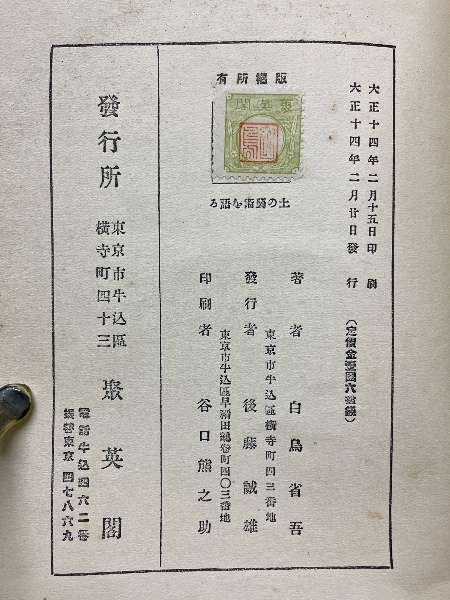 大正十四年二月十五日印刷
大正十四年二月廿日發行
(定價金壹圓六拾錢)
版權所有
聚英閣
土の藝術を語る
著者 白鳥省吾
東京市牛込區横寺町四三番地
發行者 後藤誠雄
東京市牛込區早稻田鶴卷町四〇三番地
印刷者 谷口熊之助
發行所
東京市牛込區
横寺町四十三
聚英閣
電話牛込四六二番
振替東京四七八六九